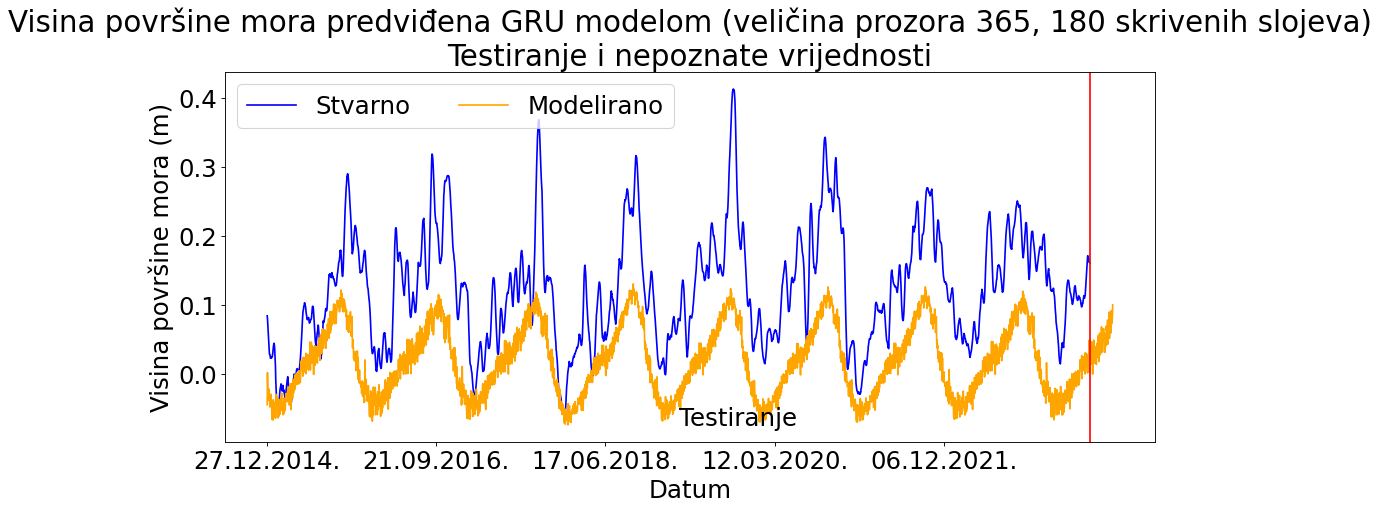 Visina površine mora predviđena GRU modelom (veličina prozora 365, 180 skrivenih slojeva)
Testiranje i nepoznate vrijednosti
Stvarno
Modelirano
Visina površine mora (m)
0.4
0.3
0.2
0.1
0.0
Testiranje
27.12.2014.
21.09.2016.
17.06.2018.
12.03.2020.
06.12.2021.
Datum